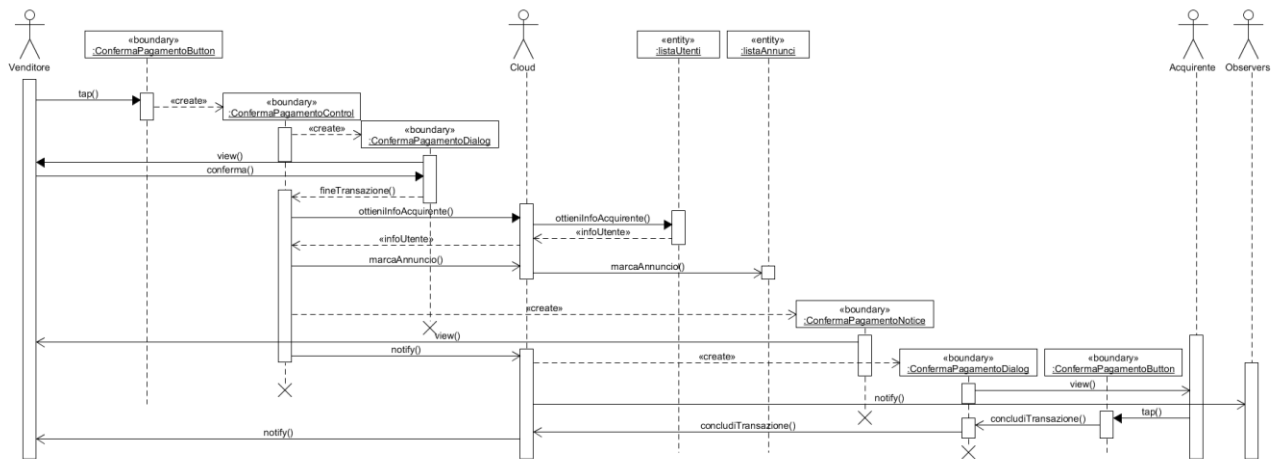 «boundary»
:ConfermaPagamentoButton
«entity»
:listaUtenti
«entity»
:listaAnnunci
Venditore
Cloud
Acquirente
Observers
tap()
«create»
«boundary»
:ConfermaPagamentoControl
«create»
«boundary»
:ConfermaPagamentoDialog
view()
conferma()
fineTransazione()
ottieniInfoAcquirente()
ottieniInfoAcquirente()
«infoUtente»
«infoUtente»
marcaAnnuncio()
marcaAnnuncio()
«create»
«boundary»
:ConfermaPagamentoNotice
view()
notify()
«create»
«boundary»
:ConfermaPagamentoDialog
«boundary»
:ConfermaPagamentoButton
view()
notify()
tap()
concludiTransazione()
concludiTransazione()
notify()